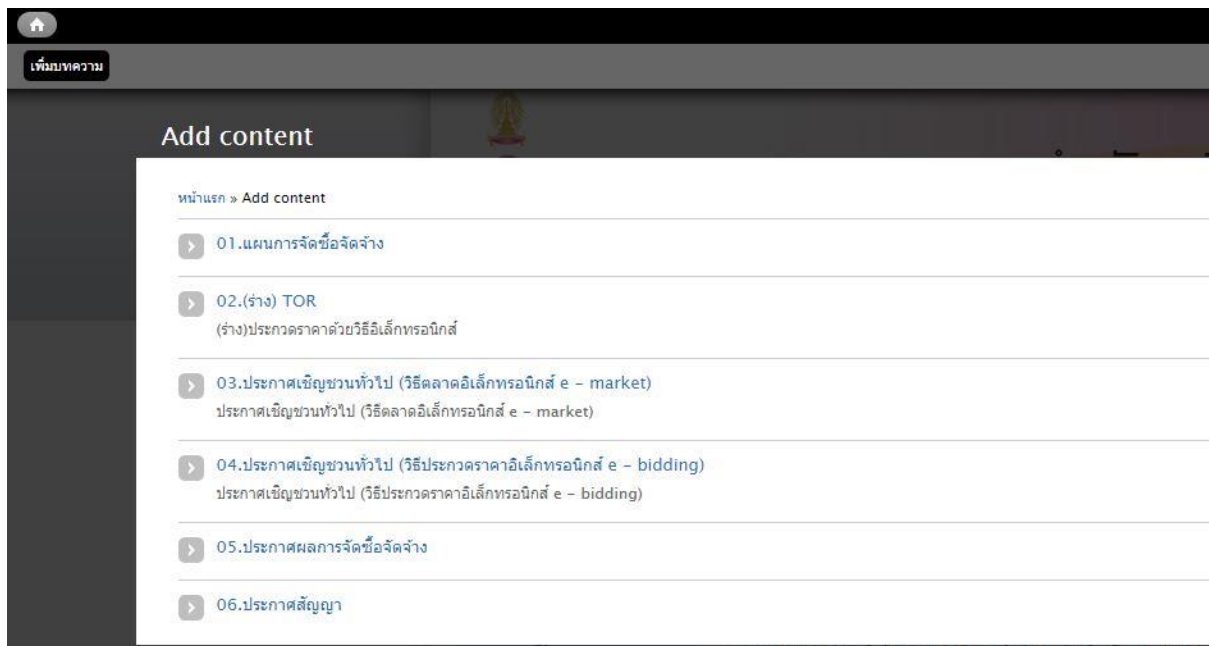 เพิ่มบทความ
Add content
หน้าแรก » Add content
01.แผนการจัดซื้อจัดจ้าง
02.(ร่าง) TOR
(ร่าง)ประกวดราคาด้วยวิธีอิเล็กทรอนิกส์
03.ประกาศเชิญชวนทั่วไป (วิธีตลาดอิเล็กทรอนิกส์ e – market)
ประกาศเชิญชวนทั่วไป (วิธีตลาดอิเล็กทรอนิกส์ e – market)
04.ประกาศเชิญชวนทั่วไป (วิธีประกวดราคาอิเล็กทรอนิกส์ e – bidding)
ประกาศเชิญชวนทั่วไป (วิธีประกวดราคาอิเล็กทรอนิกส์ e – bidding)
05.ประกาศผลการจัดซื้อจัดจ้าง
06.ประกาศสัญญา